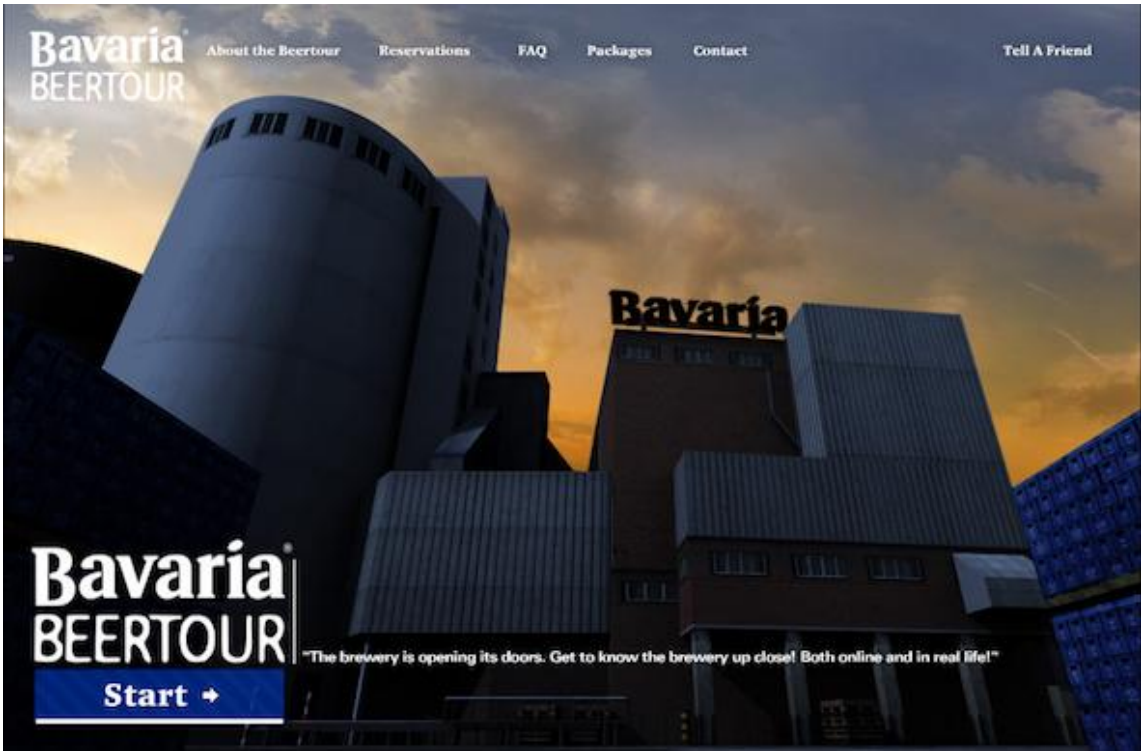 Bavaria
BEERTOUR
About the Beertour Reservations FAQ Packages Contact Tell A Friend
Bavaria
Bavaria®
BEERTOUR
"The brewery is opening its doors. Get to know the brewery up close! Both online and in real life!"
Start →